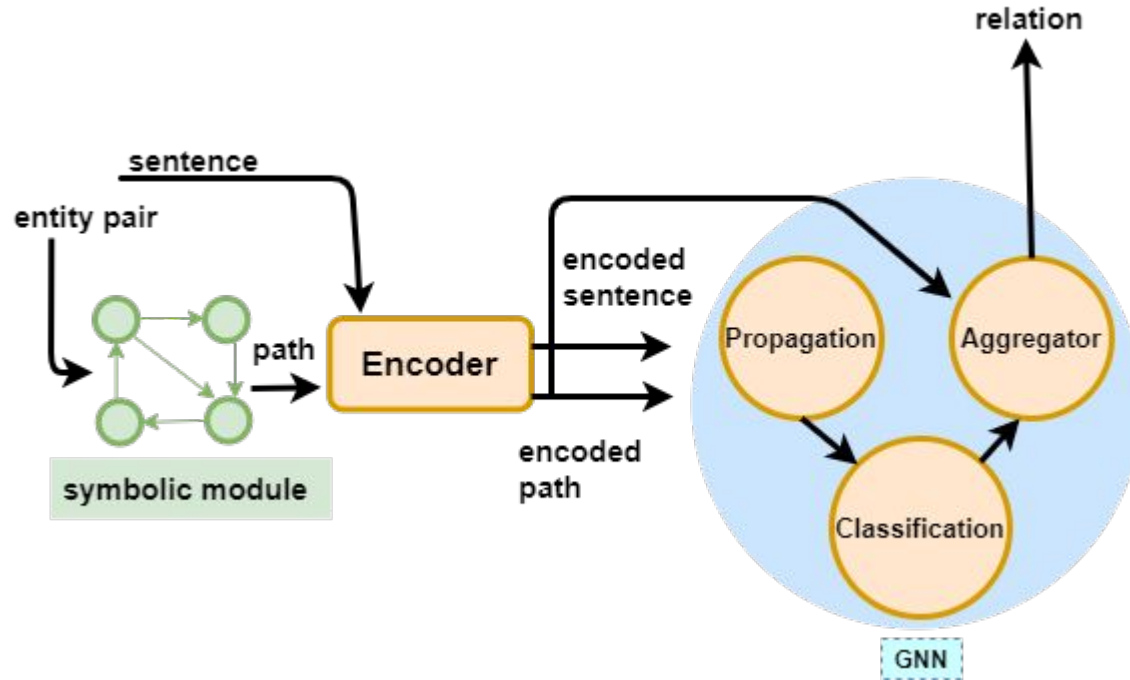 relation
sentence
entity pair
encoded
sentence
path
Encoder
Propagation
Aggregator
encoded
path
symbolic module
Classification
GNN